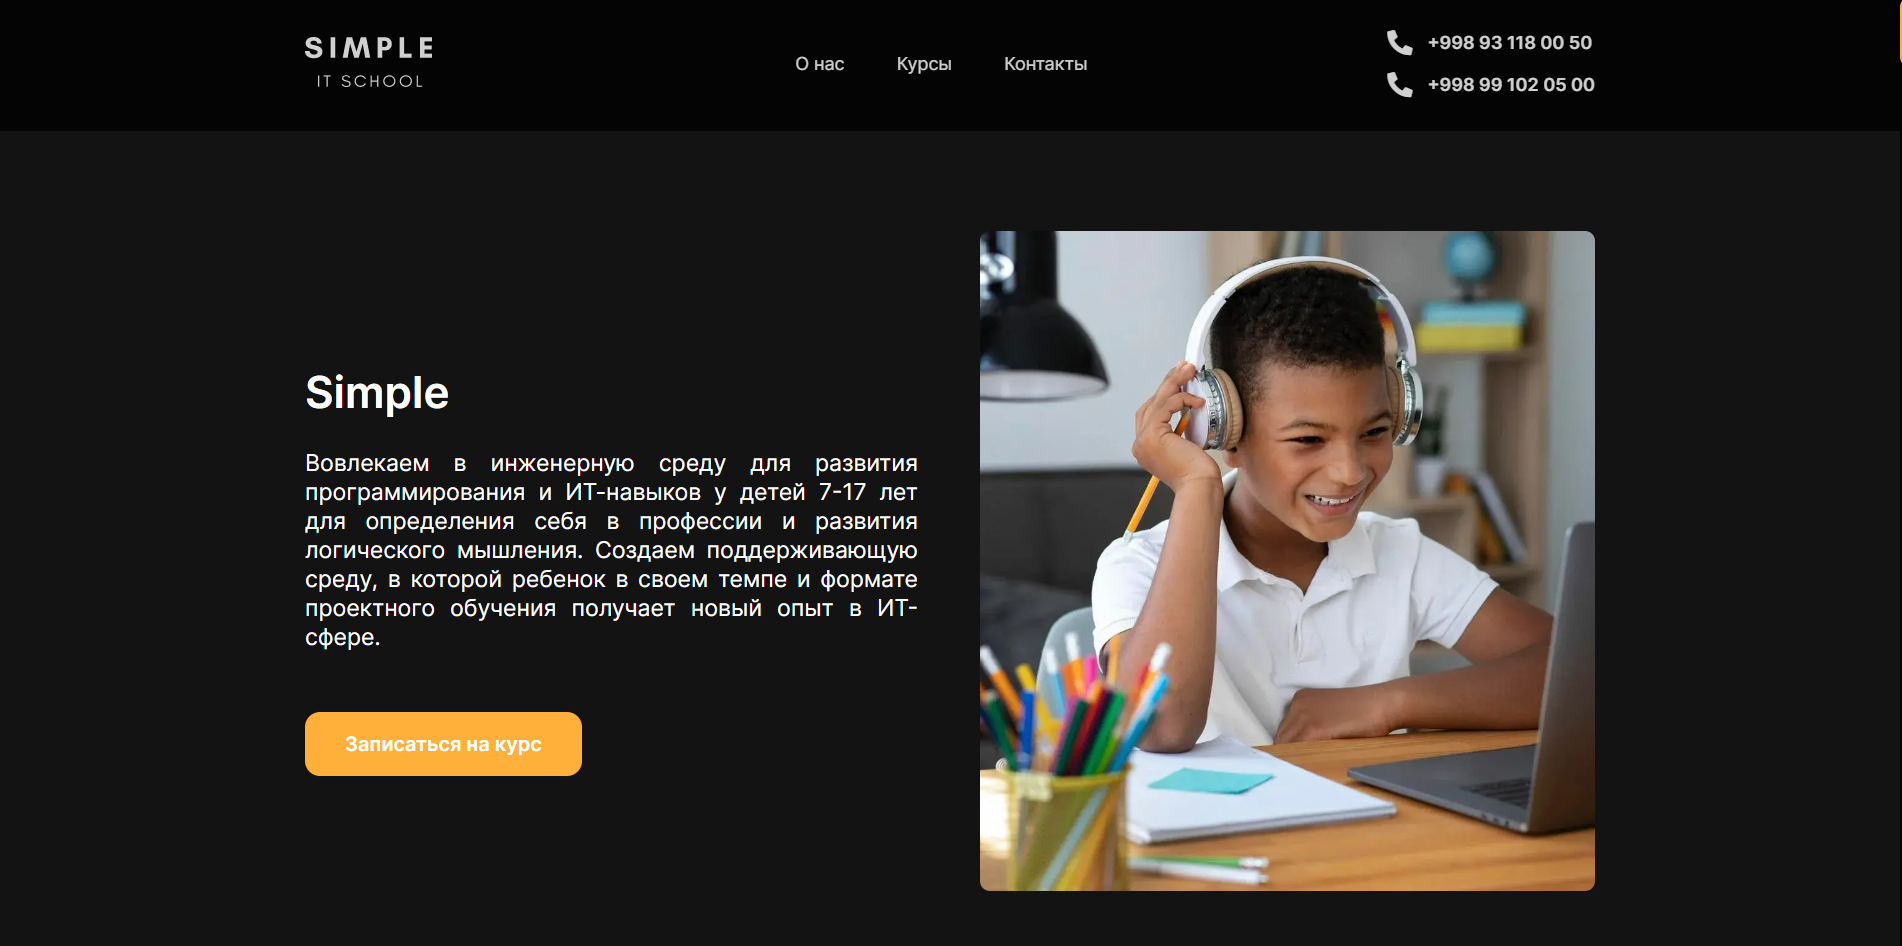 SIMPLE
IT SCHOOL
О нас
Курсы
Контакты
+998 93 118 00 50
+998 99 102 05 00
Simple
Вовлекаем в инженерную среду для развития
программирования и ИТ-навыков у детей 7-17 лет
для определения себя в профессии и развития
логического мышления. Создаем поддерживающую
среду, в которой ребенок в своем темпе и формате
проектного обучения получает новый опыт в ИТ-
сфере.
Записаться на курс